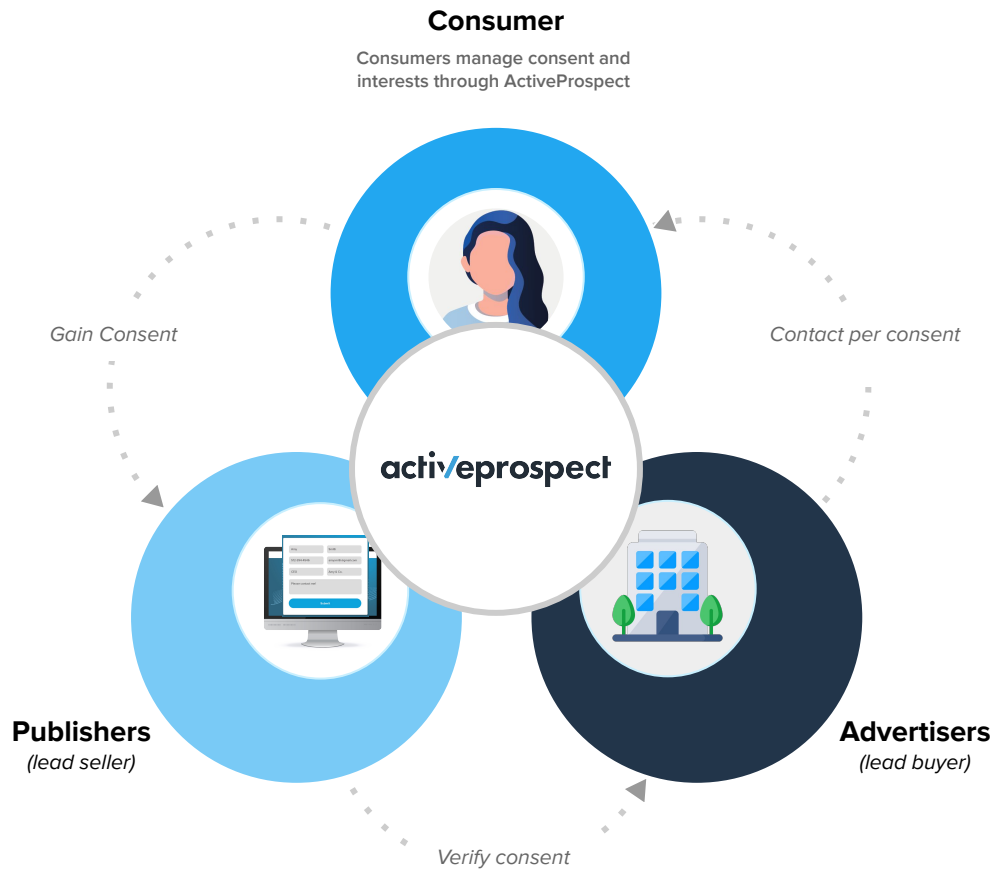 Consumer
Consumers manage consent and
interests through ActiveProspect
Gain Consent
Contact per consent
activeprospect
Publishers
(lead seller)
Advertisers
(lead buyer)
Verify consent